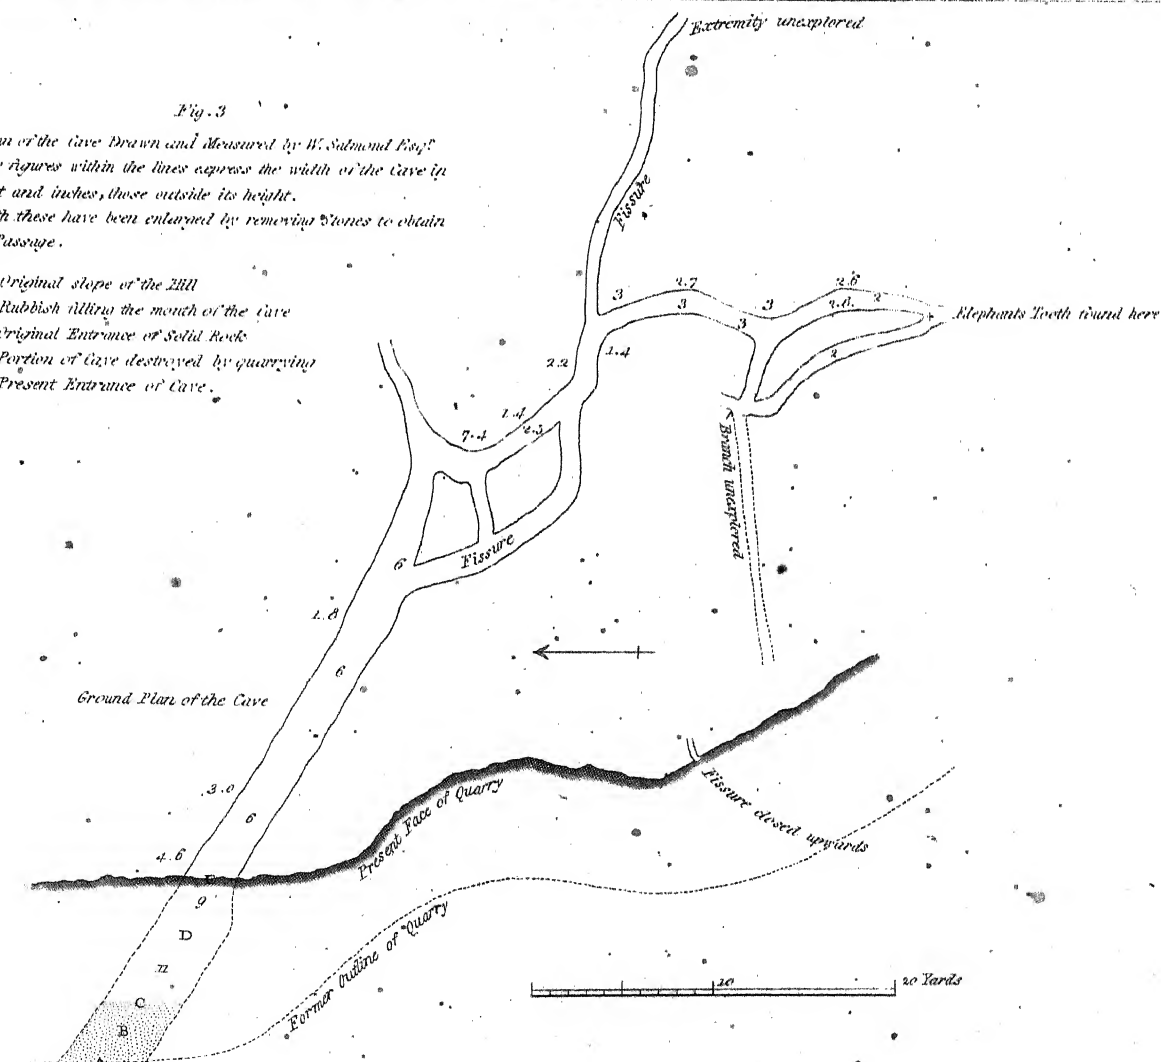 Extremity unexplored
Fig. 3
of the Cave Drawn and Measured by W. Salmond Esqr.
figures within the lines express the width of the Cave in
and inches, those outside its height.
these have been enlarged by removing Stones to obtain
Passage.
Original slope of the Hill
Rubbish filling the mouth of the Cave
Original Entrance of Solid Rock
Portion of Cave destroyed by quarrying
Present Entrance of Cave.
Fissure
3
2.7
3
3
3
2.6
2.6
2
2
Elephants Tooth found here
2.2
1.4
1.4
7.4
2.3
Branch unexplored
6
Fissure
1.8
6
Ground Plan of the Cave
3.0
6
4.6
Present Face of Quarry
Fissure closed upwards
9
D
Former Outline of Quarry
C
B
10
20 Yards